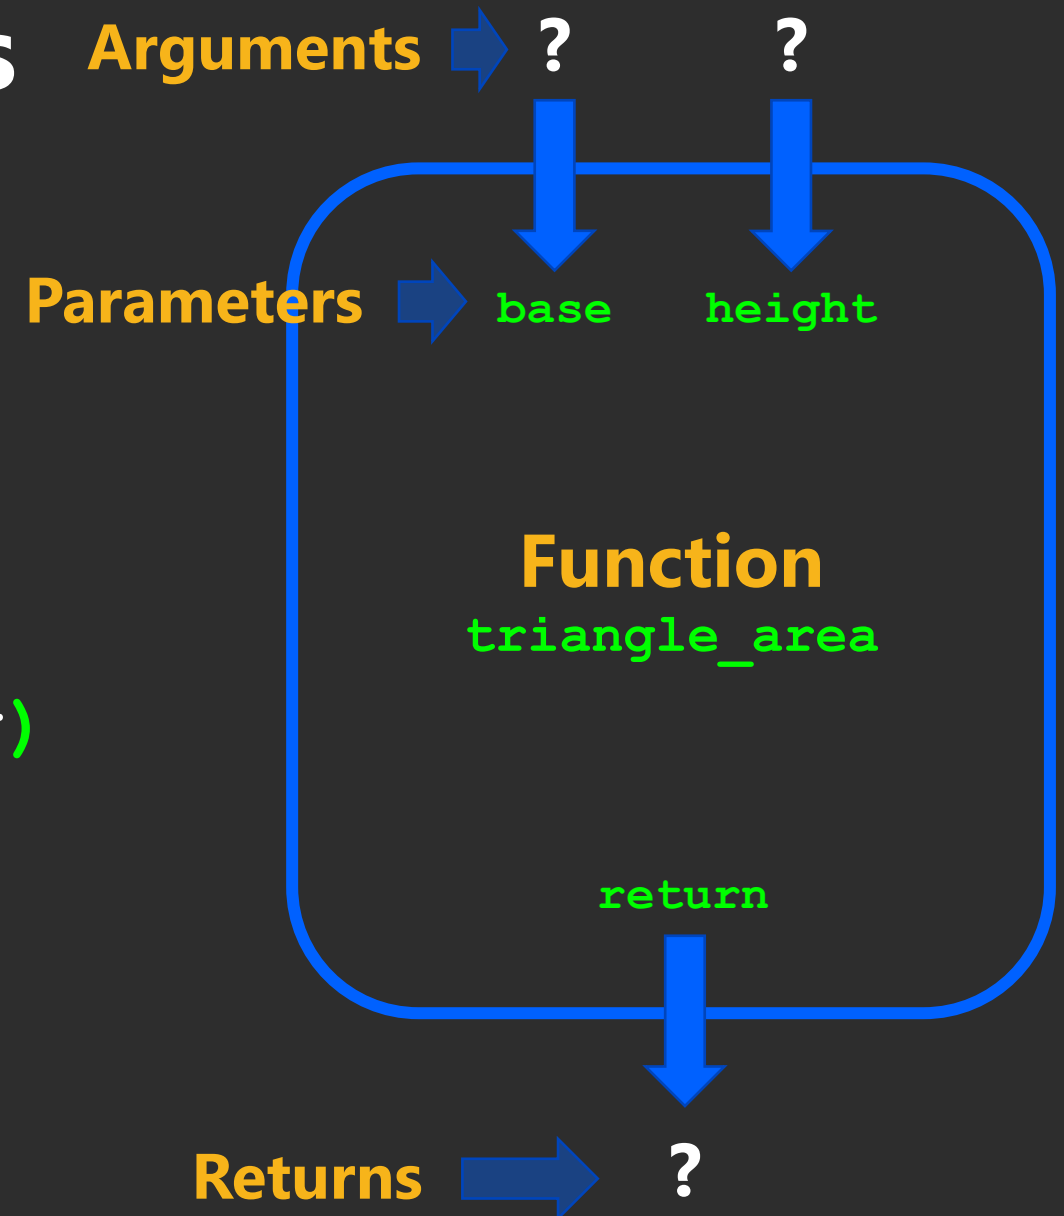 s
Arguments ? ?
Parameters base height
Function
triangle_area
)
return
Returns ?